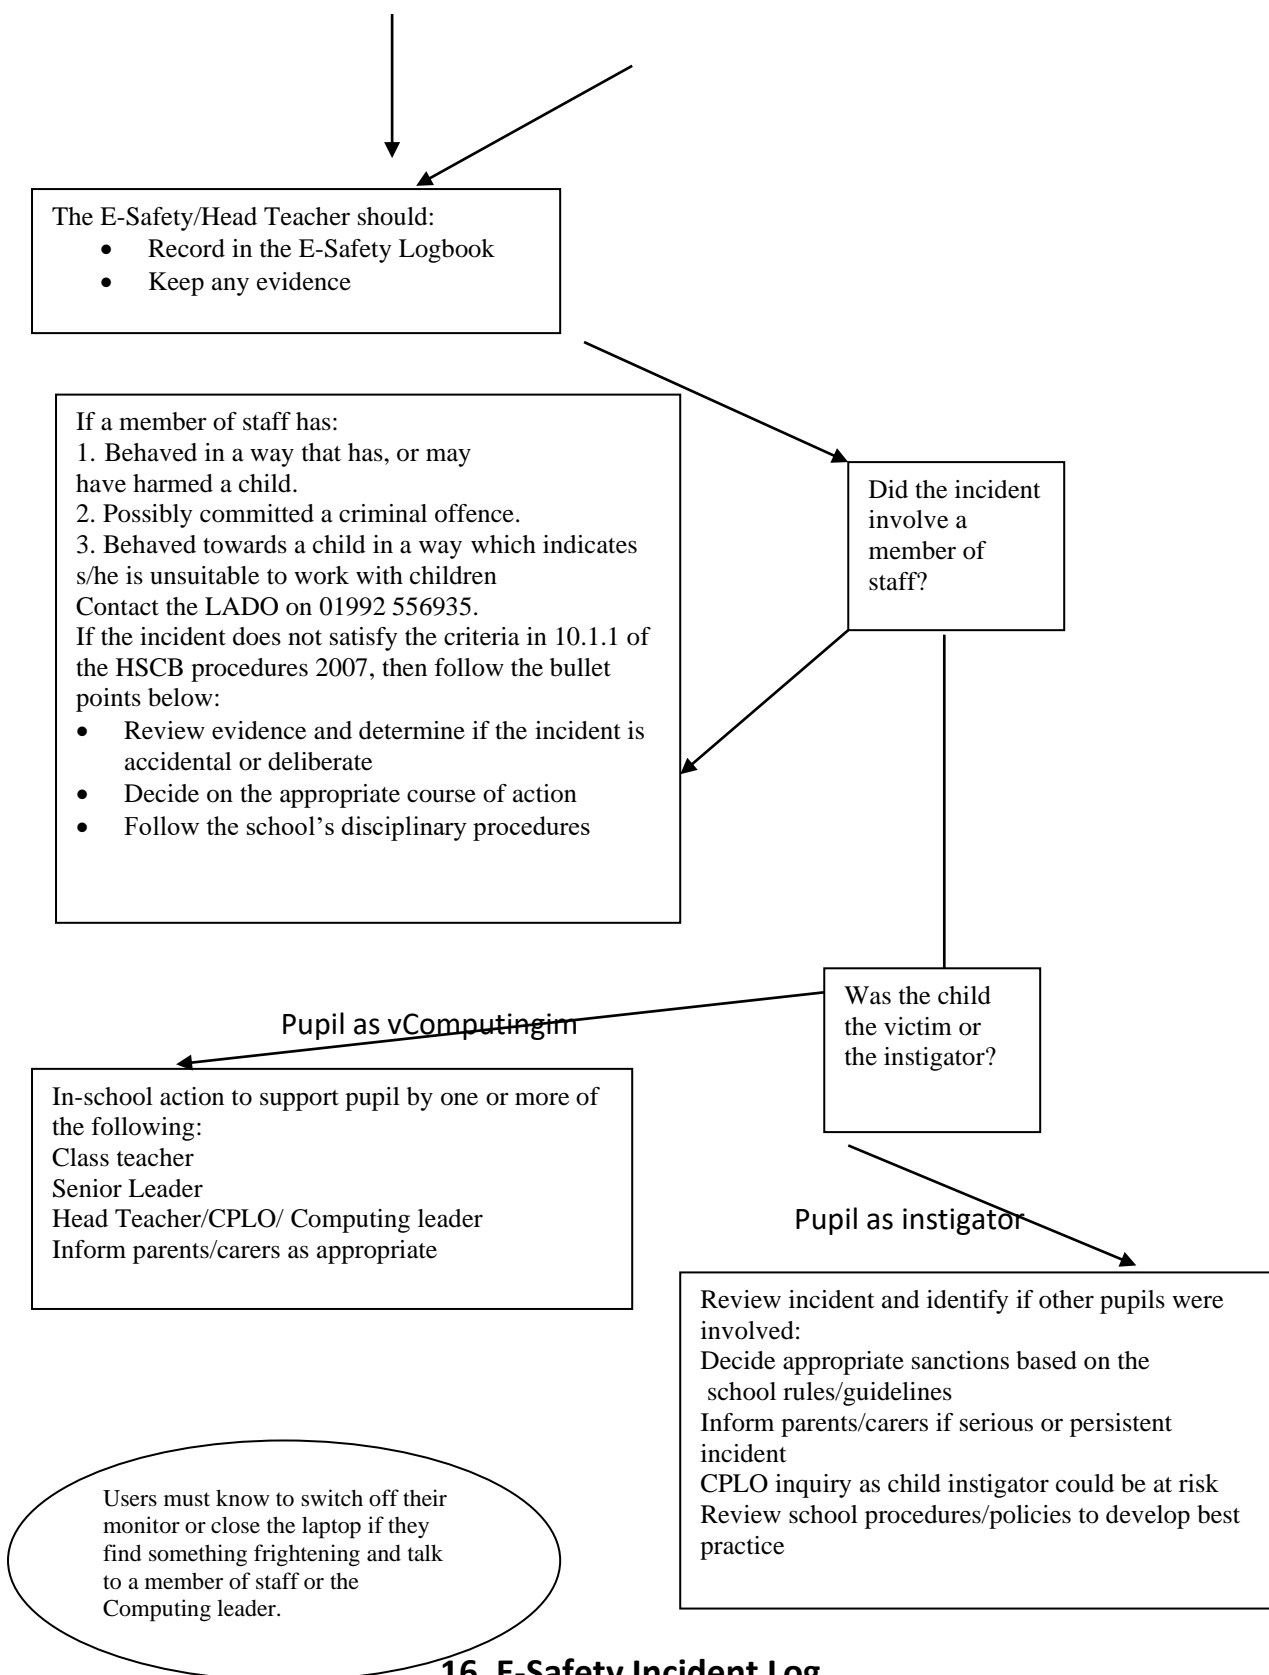 The E-Safety/Head Teacher should:
• Record in the E-Safety Logbook
• Keep any evidence
If a member of staff has:
1. Behaved in a way that has, or may
have harmed a child.
2. Possibly committed a criminal offence.
3. Behaved towards a child in a way which indicates
s/he is unsuitable to work with children
Contact the LADO on 01992 556935.
If the incident does not satisfy the criteria in 10.1.1 of
the HSCB procedures 2007, then follow the bullet
points below:
• Review evidence and determine if the incident is
accidental or deliberate
• Decide on the appropriate course of action
• Follow the school’s disciplinary procedures
Did the incident
involve a
member of
staff?
Was the child
the victim or
the instigator?
Pupil as vComputingim
In-school action to support pupil by one or more of
the following:
Class teacher
Senior Leader
Head Teacher/CPLO/ Computing leader
Inform parents/carers as appropriate
Pupil as instigator
Review incident and identify if other pupils were
involved:
Decide appropriate sanctions based on the
school rules/guidelines
Inform parents/carers if serious or persistent
incident
CPLO inquiry as child instigator could be at risk
Review school procedures/policies to develop best
practice
Users must know to switch off their
monitor or close the laptop if they
find something frightening and talk
to a member of staff or the
Computing leader.
16. E-Safety Incident Log